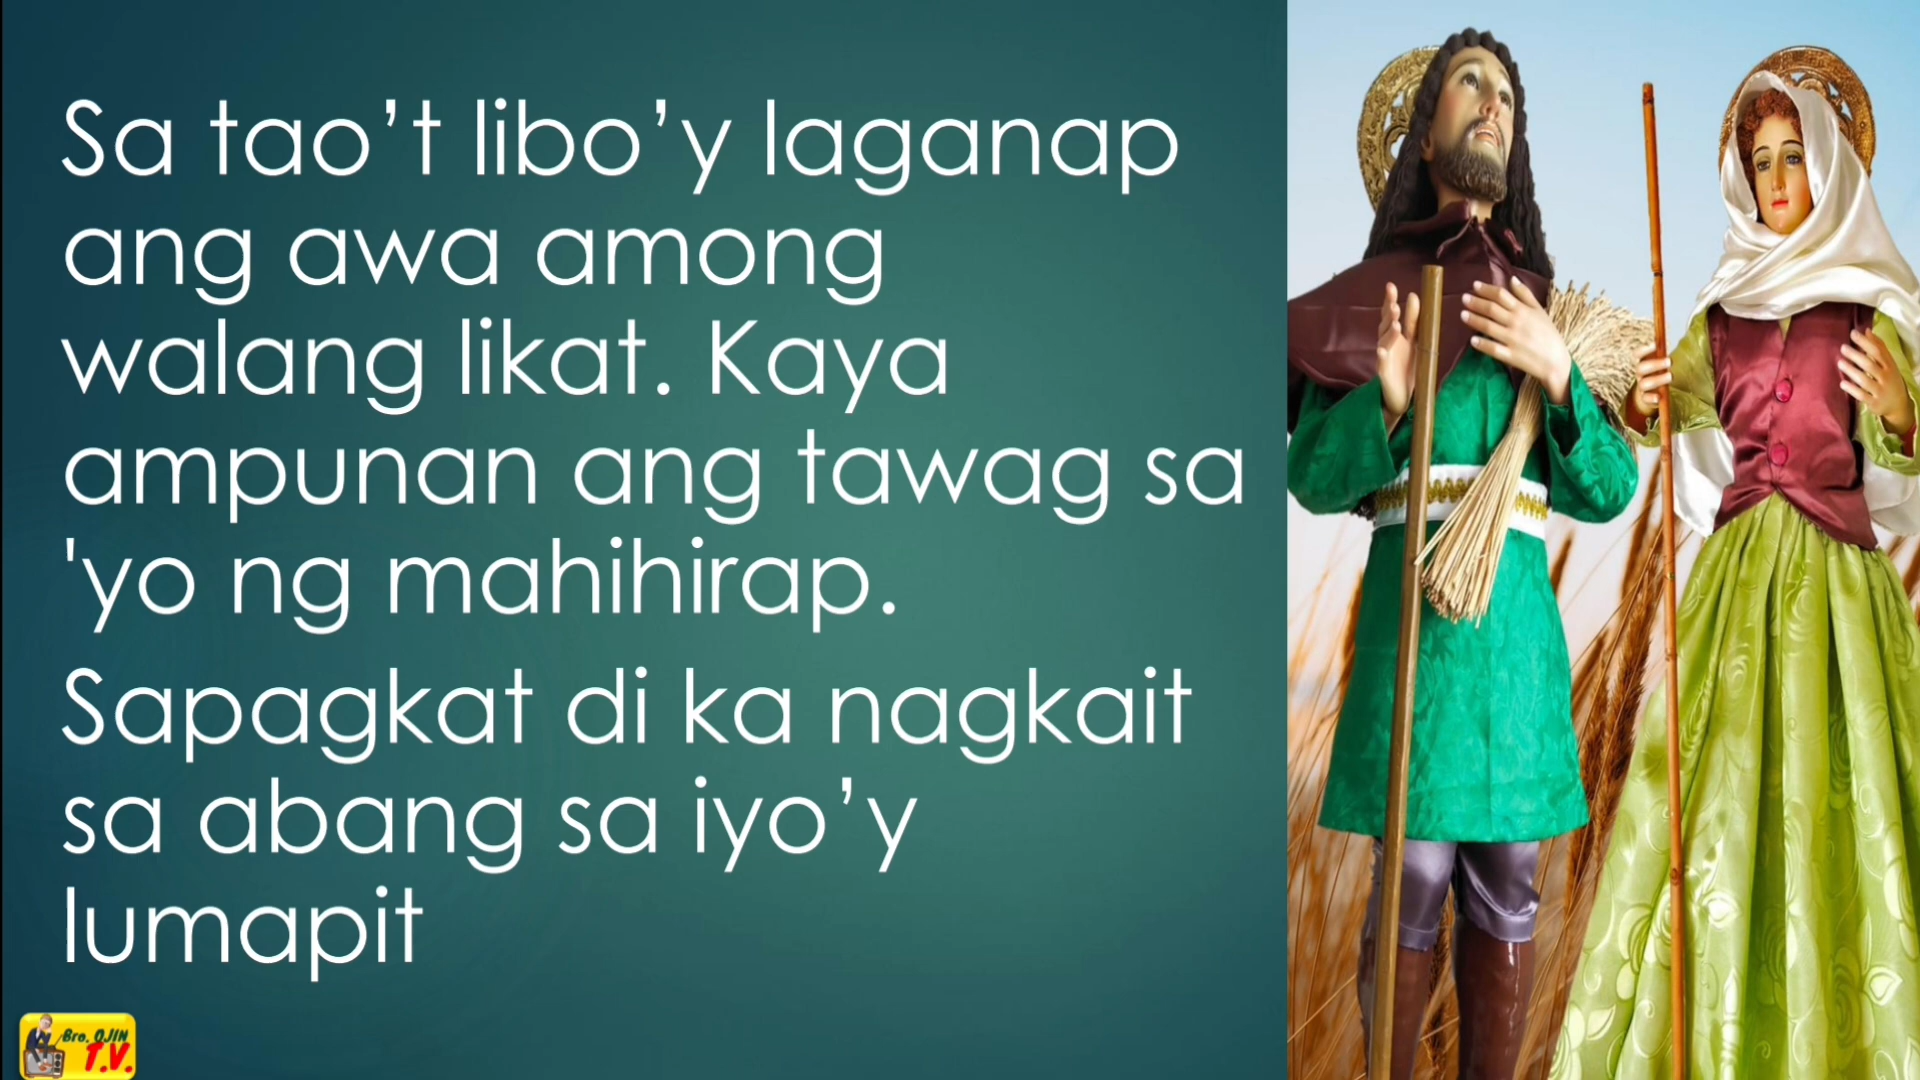 Sa tao’t libo’y laganap
ang awa among
walang likat. Kaya
ampunan ang tawag sa
'yo ng mahihirap.
Sapagkat di ka nagkait
sa abang sa iyo’y
lumapit
Bro. OJIN
T.V.